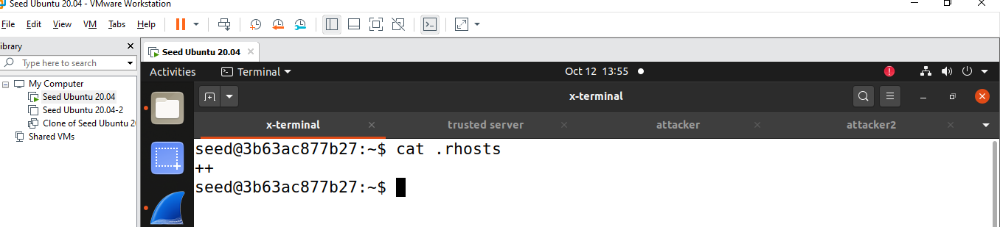 Seed Ubuntu 20.04 - VMware Workstation
File Edit View VM Tabs Help
Type here to search
My Computer
Seed Ubuntu 20.04
Seed Ubuntu 20.04-2
Clone of Seed Ubuntu 2
Shared VMs
Seed Ubuntu 20.04
Activities Terminal Oct 12 13:55
x-terminal
x-terminal trusted server attacker attacker2
seed@3b63ac877b27:~$ cat .rhosts
++
seed@3b63ac877b27:~$